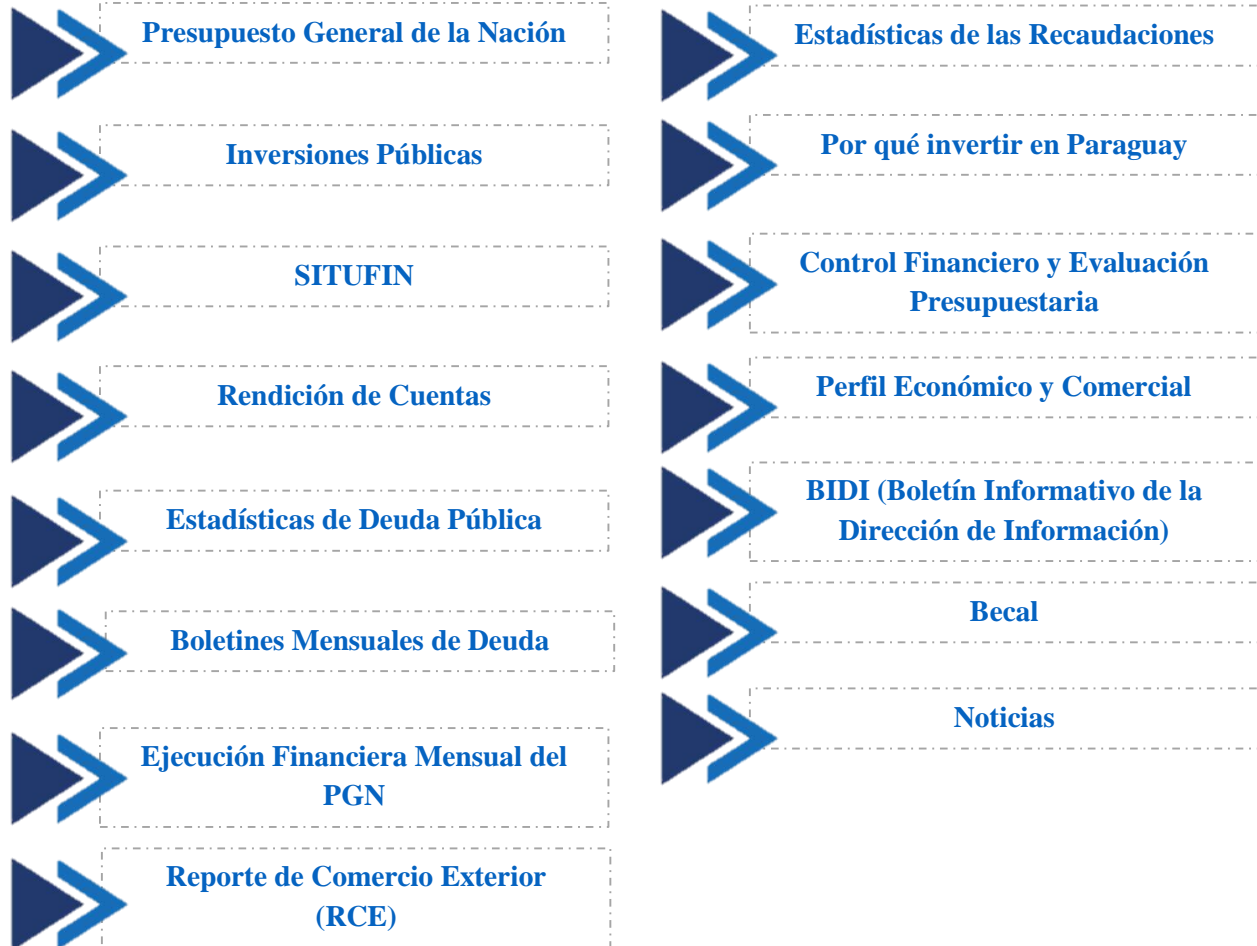 Presupuesto General de la Nación
Inversiones Públicas
SITUFIN
Rendición de Cuentas
Estadísticas de Deuda Pública
Boletines Mensuales de Deuda
Ejecución Financiera Mensual del
PGN
Reporte de Comercio Exterior
(RCE)
Estadísticas de las Recaudaciones
Por qué invertir en Paraguay
Control Financiero y Evaluación
Presupuestaria
Perfil Económico y Comercial
BIDI (Boletín Informativo de la
Dirección de Información)
Becal
Noticias